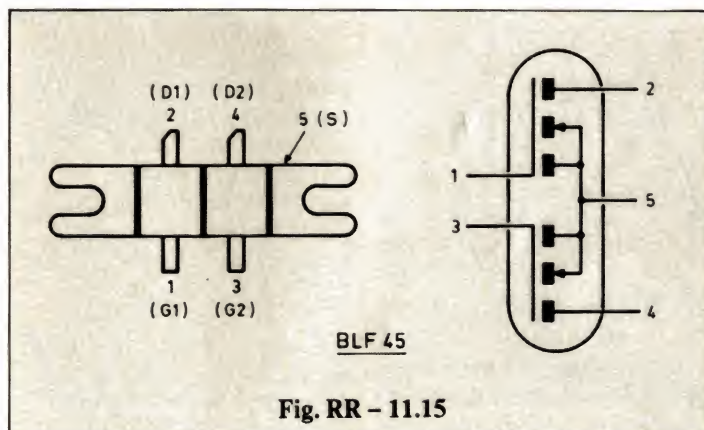 (D1) (D2)
2 4 5 (S)
1 3
(G1) (G2)
2
1
5
3
4
BLF 45
Fig. RR – 11.15